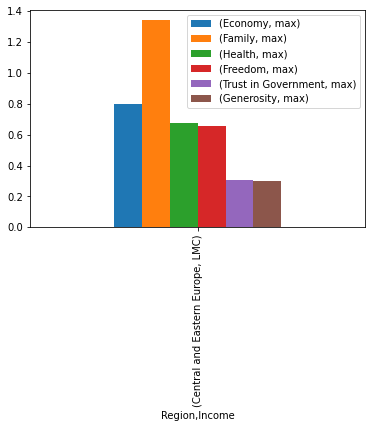 1.4
1.2
1.0
0.8
0.6
0.4
0.2
0.0
(Economy, max)
(Family, max)
(Health, max)
(Freedom, max)
(Trust in Government, max)
(Generosity, max)
(Central and Eastern Europe, LMC)
Region,Income